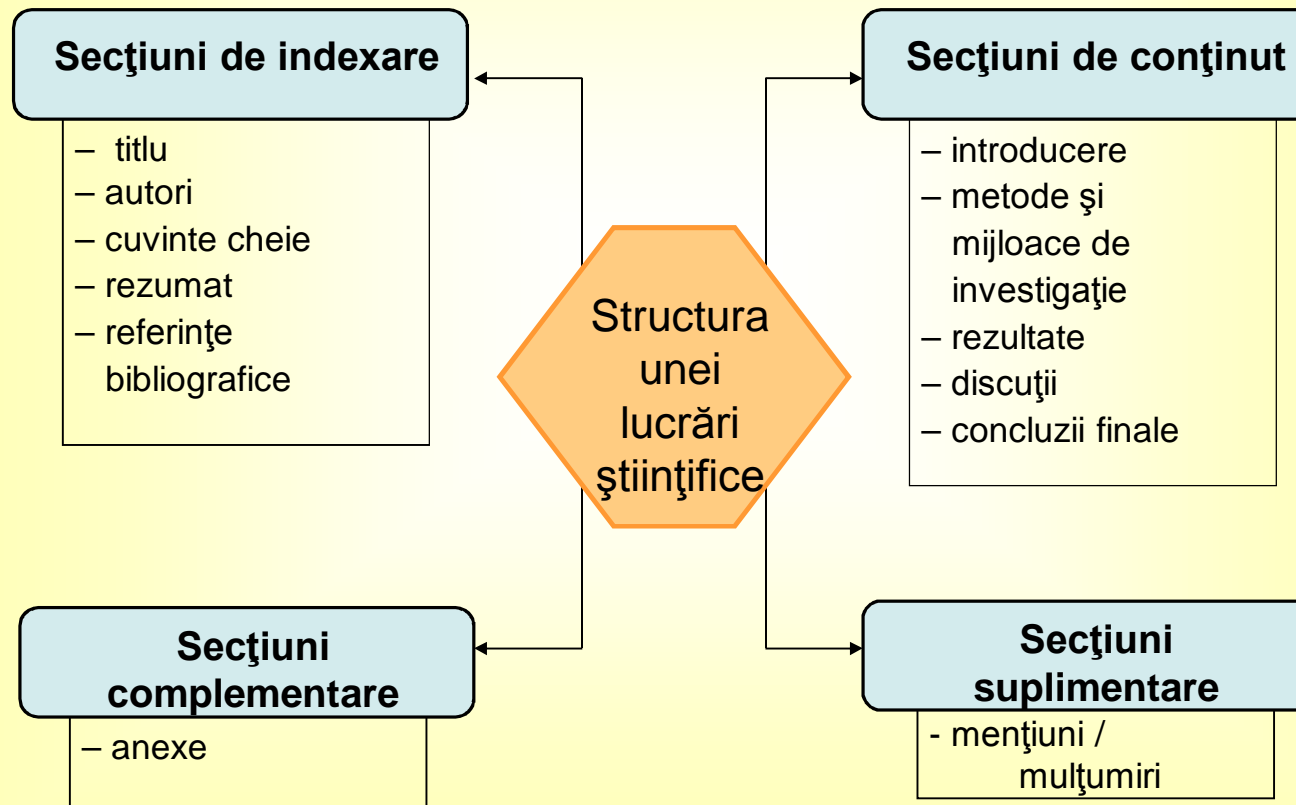 Secţiuni de indexare
– titlu
– autori
– cuvinte cheie
– rezumat
– referinţe
bibliografice
Secţiuni de conţinut
– introducere
– metode şi
mijloace de
investigaţie
– rezultate
– discuţii
– concluzii finale
Structura
unei
lucrări
ştiinţifice
Secţiuni
complementare
– anexe
Secţiuni
suplimentare
- menţiuni /
mulţumiri